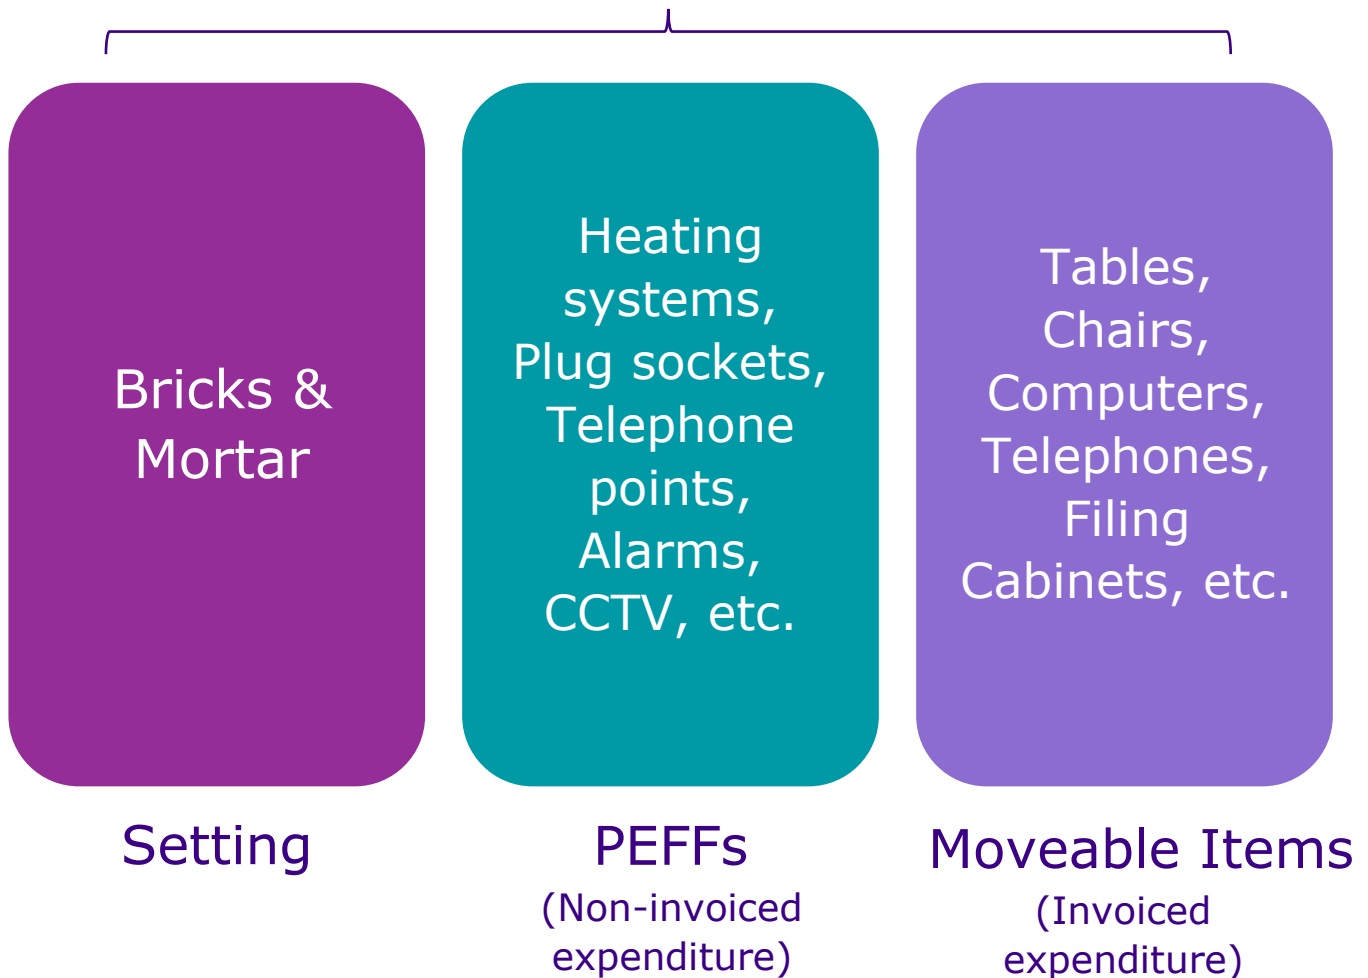 Bricks &
Mortar
Heating
systems,
Plug sockets,
Telephone
points,
Alarms,
CCTV, etc.
Tables,
Chairs,
Computers,
Telephones,
Filing
Cabinets, etc.
Setting
PEFFs
(Non-invoiced
expenditure)
Moveable Items
(Invoiced
expenditure)